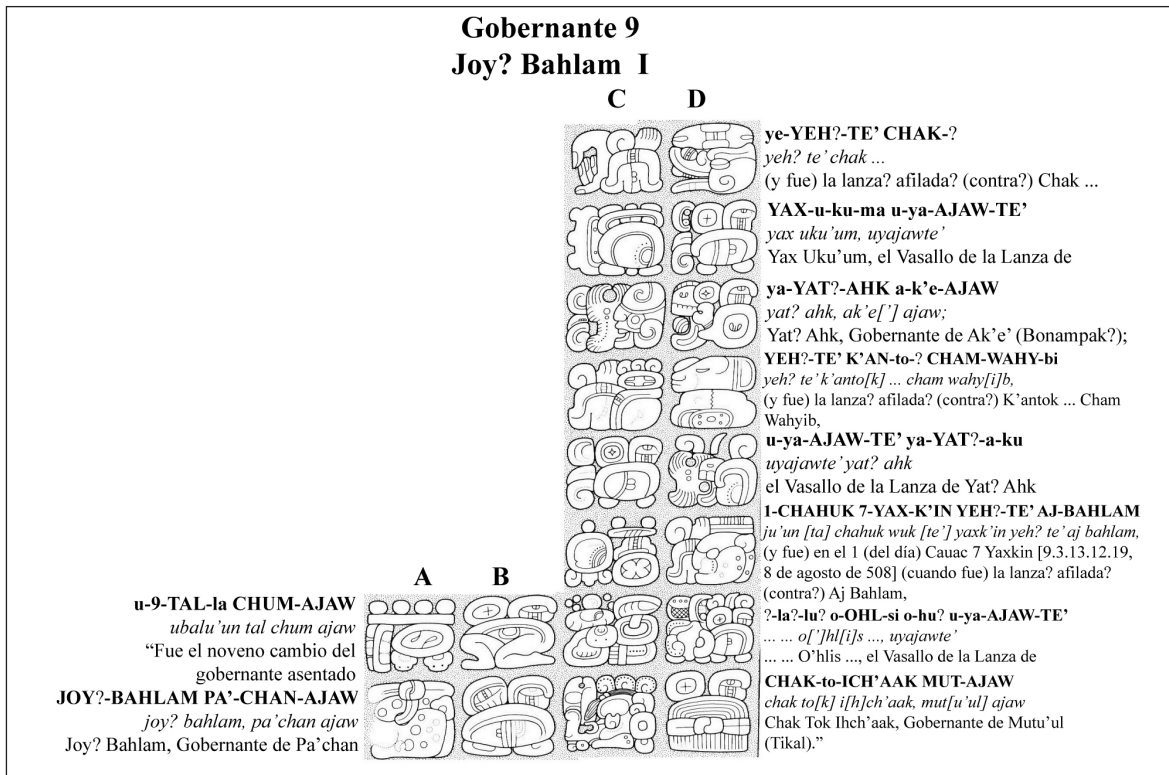 Gobernante 9
Joy? Bahlam I
A B
u-9-TAL-la CHUM-AJAW
ubalu'un tal chum ajaw
“Fue el noveno cambio del
gobernante asentado
JOY?-BAHLAM PA’-CHAN-AJAW
joy? bahlam, pa’chan ajaw
Joy? Bahlam, Gobernante de Pa’chan
C D
ye-YEH?-TE’ CHAK-?
yeh? te’ chak ...
(y fue) la lanza? afilada? (contra?) Chak ...
YAX-u-ku-ma u-ya-AJAW-TE’
yax uku’um, uyajawte’
Yax Uku’um, el Vasallo de la Lanza de
ya-YAT?-AHK a-k’e-AJAW
yat? ahk, ak’e['] ajaw;
Yat? Ahk, Gobernante de Ak’e’ (Bonampak?);
YEH?-TE’ K’AN-to-? CHAM-WAHY-bi
yeh? te’ k’anto[k] ... cham wahy[i]b,
(y fue) la lanza? afilada? (contra?) K’antok ... Cham
Wahyib,
u-ya-AJAW-TE’ ya-YAT?-a-ku
uyajawte’ yat? ahk
el Vasallo de la Lanza de Yat? Ahk
1-CHAHUK 7-YAX-K’IN YEH?-TE’ AJ-BAHLAM
ju’un [ta] chahuk wuk [te’] yaxk’in yeh? te’ aj bahlam,
(y fue) en el 1 (del día) Cauac 7 Yaxkin [9.3.13.12.19,
8 de agosto de 508] (cuando fue) la lanza? afilada?
(contra?) Aj Bahlam,
?-la?-lu? o-OHL-si o-hu? u-ya-AJAW-TE’
... ... o[’]hl[i]s ..., uyajawte’
... ... O’hlis ..., el Vasallo de la Lanza de
CHAK-to-ICH’AAK MUT-AJAW
chak to[k] i[h]ch’aak, mut[u’ul] ajaw
Chak Tok Ihch’aak, Gobernante de Mutu’ul
(Tikal).”